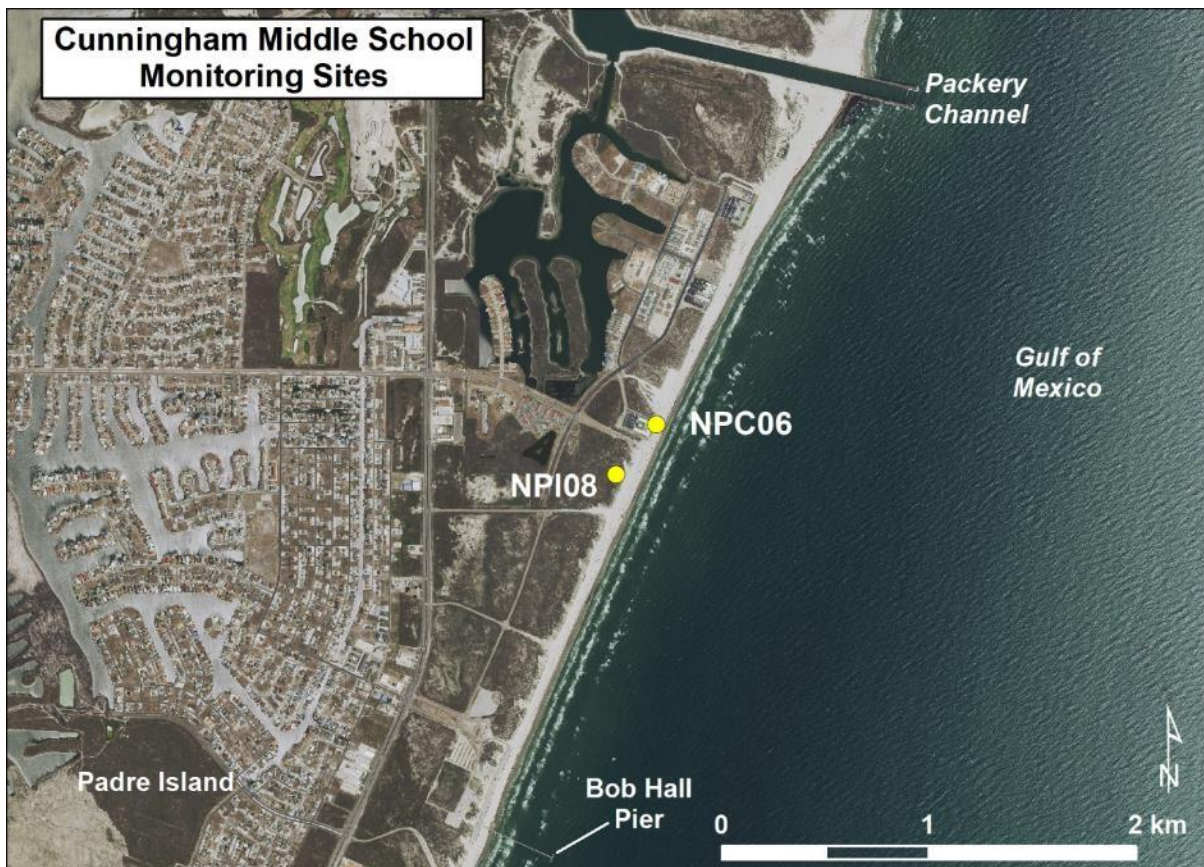 Cunningham Middle School
Monitoring Sites
Packery
Channel
Gulf of
Mexico
NPC06
NPI08
Padre Island
Bob Hall
Pier
0 1 2 km
N